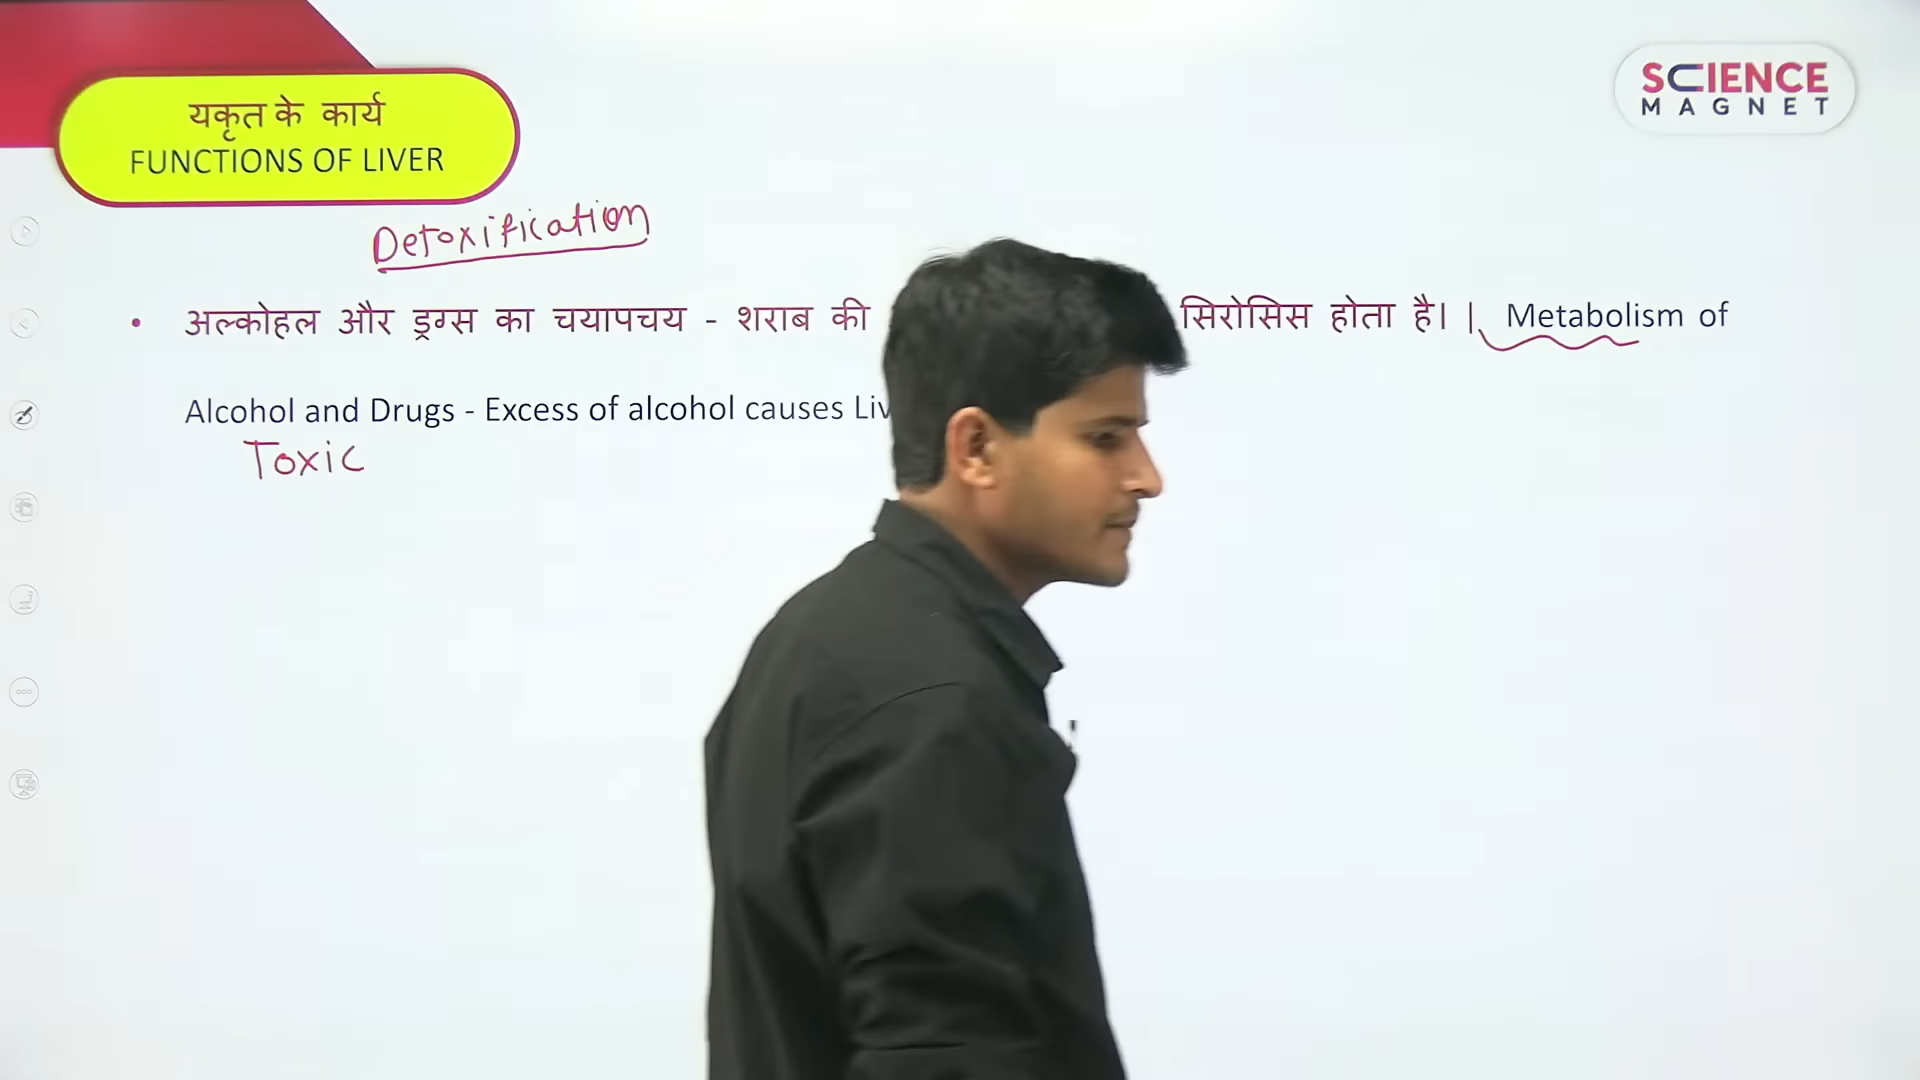 यकृत के कार्य
FUNCTIONS OF LIVER
SCIENCE
MAGNET
Detoxification
• अल्कोहल और ड्रग्स का चयापचय - शराब की सिरोसिस होता है। | Metabolism of
Alcohol and Drugs - Excess of alcohol causes
Toxic